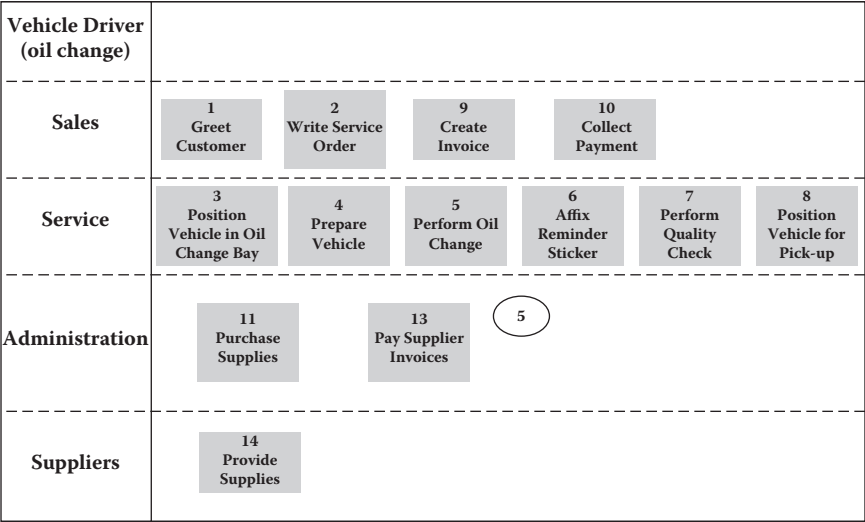 Vehicle Driver
(oil change)
Sales
1
Greet
Customer
2
Write Service
Order
9
Create
Invoice
10
Collect
Payment
Service
3
Position
Vehicle in Oil
Change Bay
4
Prepare
Vehicle
5
Perform Oil
Change
6
Affix
Reminder
Sticker
7
Perform
Quality
Check
8
Position
Vehicle for
Pick-up
Administration
11
Purchase
Supplies
13
Pay Supplier
Invoices
5
Suppliers
14
Provide
Supplies